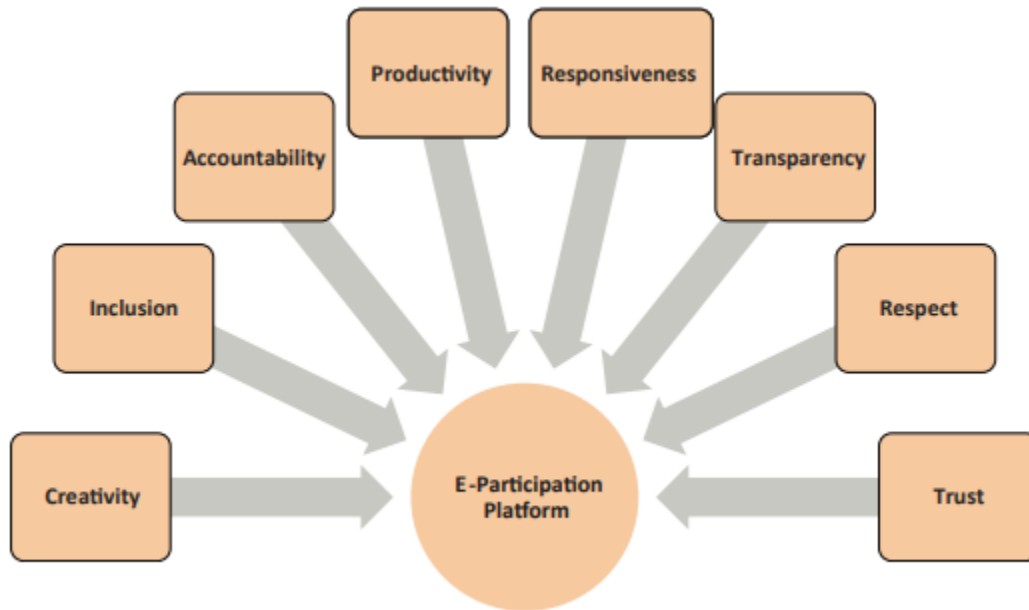 Productivity
Responsiveness
Accountability
Transparency
Inclusion
Respect
Creativity
E-Participation
Platform
Trust